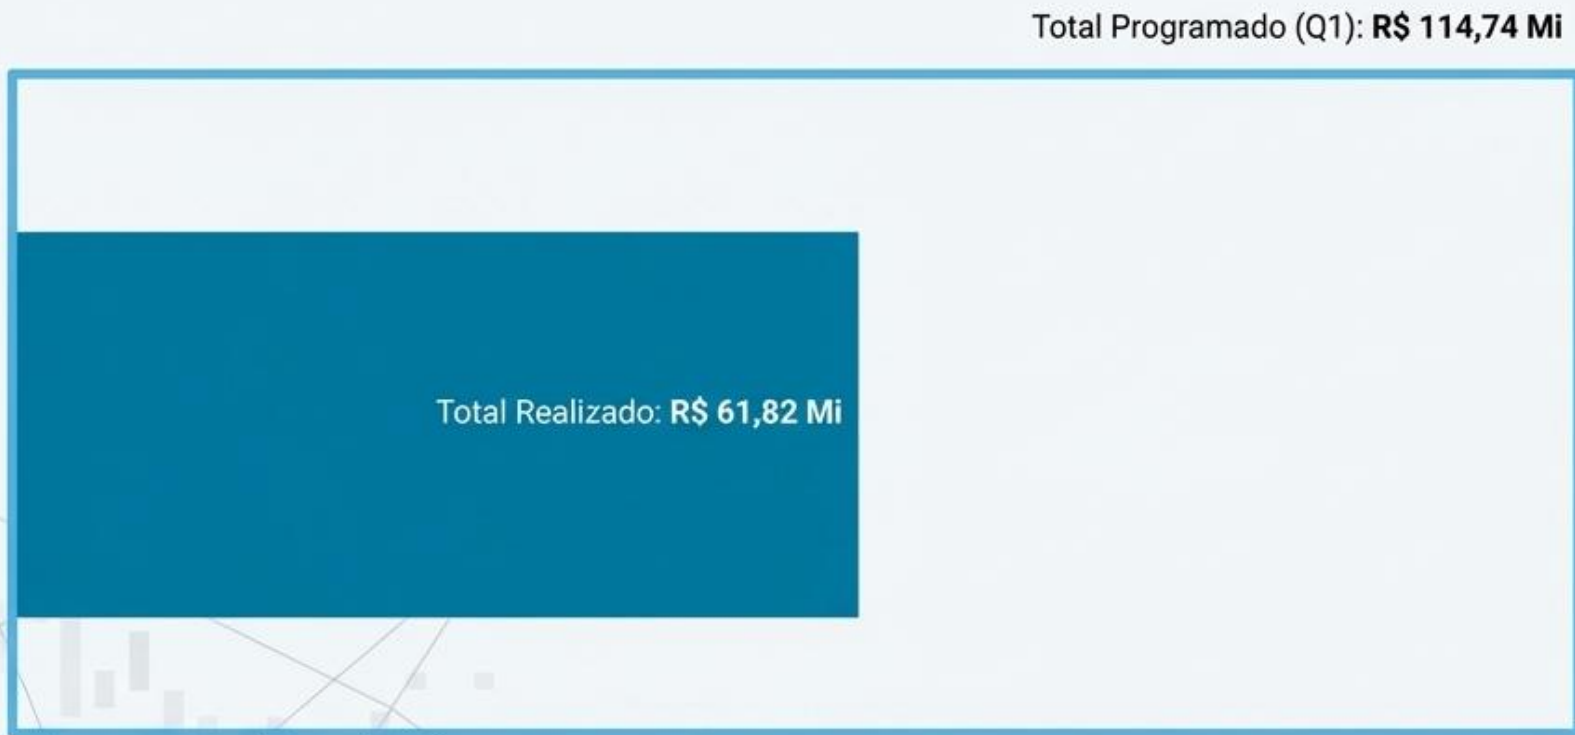 Total Programado (Q1): R$ 114,74 Mi
Total Realizado: R$ 61,82 Mi